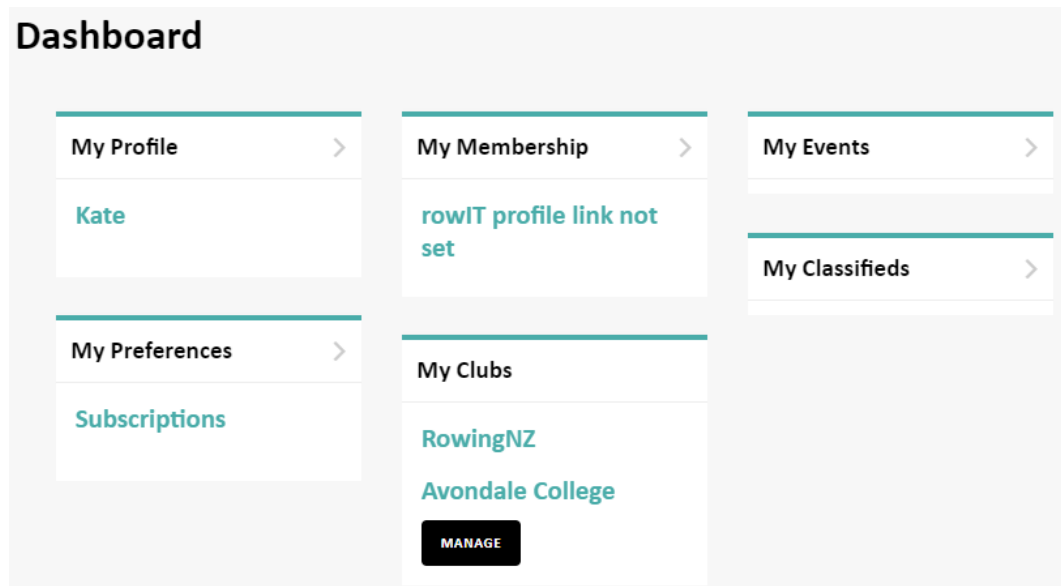 Dashboard
My Profile
Kate
My Preferences
Subscriptions
My Membership
rowIT profile link not
set
My Clubs
RowingNZ
Avondale College
MANAGE
My Events
My Classifieds